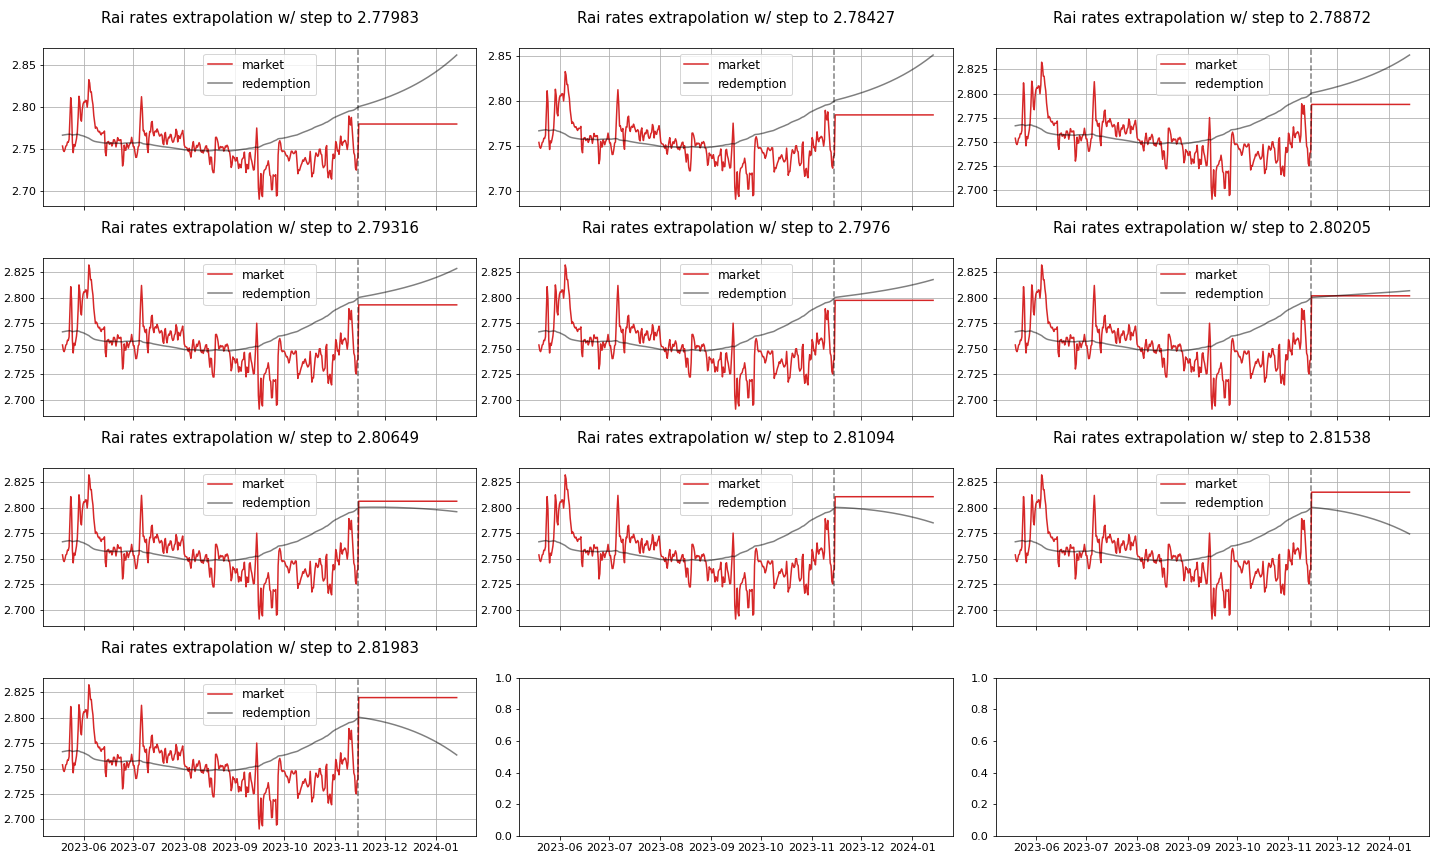 Rai rates extrapolation w/ step to 2.77983
Rai rates extrapolation w/ step to 2.78427
Rai rates extrapolation w/ step to 2.78872
market
redemption
2.85
2.80
2.75
2.70
market
redemption
2.85
2.80
2.75
2.70
market
redemption
2.825
2.800
2.775
2.750
2.725
2.700
Rai rates extrapolation w/ step to 2.79316
Rai rates extrapolation w/ step to 2.7976
Rai rates extrapolation w/ step to 2.80205
market
redemption
2.825
2.800
2.775
2.750
2.725
2.700
market
redemption
2.825
2.800
2.775
2.750
2.725
2.700
market
redemption
2.825
2.800
2.775
2.750
2.725
2.700
Rai rates extrapolation w/ step to 2.80649
Rai rates extrapolation w/ step to 2.81094
Rai rates extrapolation w/ step to 2.81538
market
redemption
2.825
2.800
2.775
2.750
2.725
2.700
market
redemption
2.825
2.800
2.775
2.750
2.725
2.700
market
redemption
2.825
2.800
2.775
2.750
2.725
2.700
Rai rates extrapolation w/ step to 2.81983
market
redemption
2.825
2.800
2.775
2.750
2.725
2.700
2023-06 2023-07 2023-08 2023-09 2023-10 2023-11 2023-12 2024-01
1.0
0.8
0.6
0.4
0.2
0.0
2023-06 2023-07 2023-08 2023-09 2023-10 2023-11 2023-12 2024-01
1.0
0.8
0.6
0.4
0.2
0.0
2023-06 2023-07 2023-08 2023-09 2023-10 2023-11 2023-12 2024-01